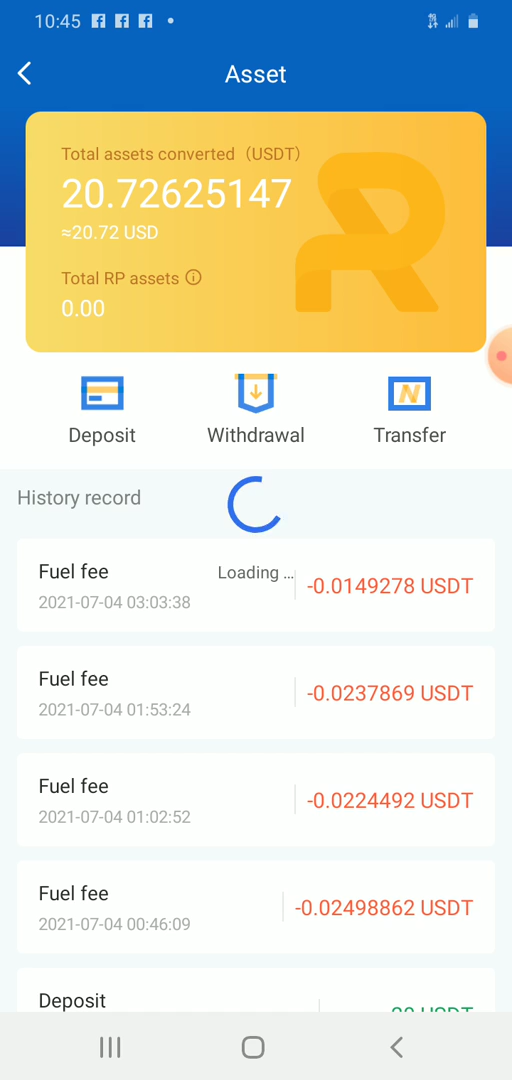 10:45
Asset
Total assets converted（USDT）
20.72625147
≈20.72 USD
Total RP assets
0.00
Deposit
Withdrawal
Transfer
History record
Fuel fee
Loading ...
-0.0149278 USDT
2021-07-04 03:03:38
Fuel fee
-0.0237869 USDT
2021-07-04 01:53:24
Fuel fee
-0.0224492 USDT
2021-07-04 01:02:52
Fuel fee
-0.02498862 USDT
2021-07-04 00:46:09
Deposit
USDT